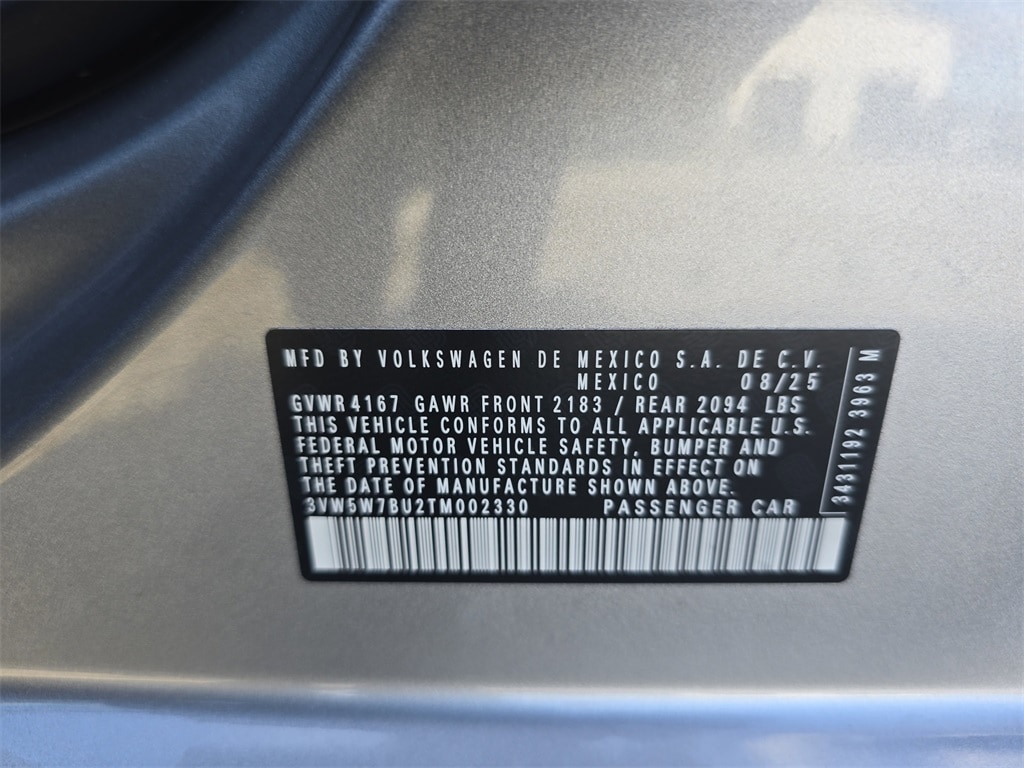 MFD BY VOLKSWAGEN DE MEXICO S.A. DE C.V.
MEXICO 08/25
GVWR 4167 GAWR FRONT 2183 / REAR 2094 LBS
THIS VEHICLE CONFORMS TO ALL APPLICABLE U.S.
FEDERAL MOTOR VEHICLE SAFETY, BUMPER AND
THEFT PREVENTION STANDARDS IN EFFECT ON
THE DATE OF MANUFACTURE SHOWN ABOVE.
3VW5W7BU2TM002330 PASSENGER CAR
3431192 3963 M